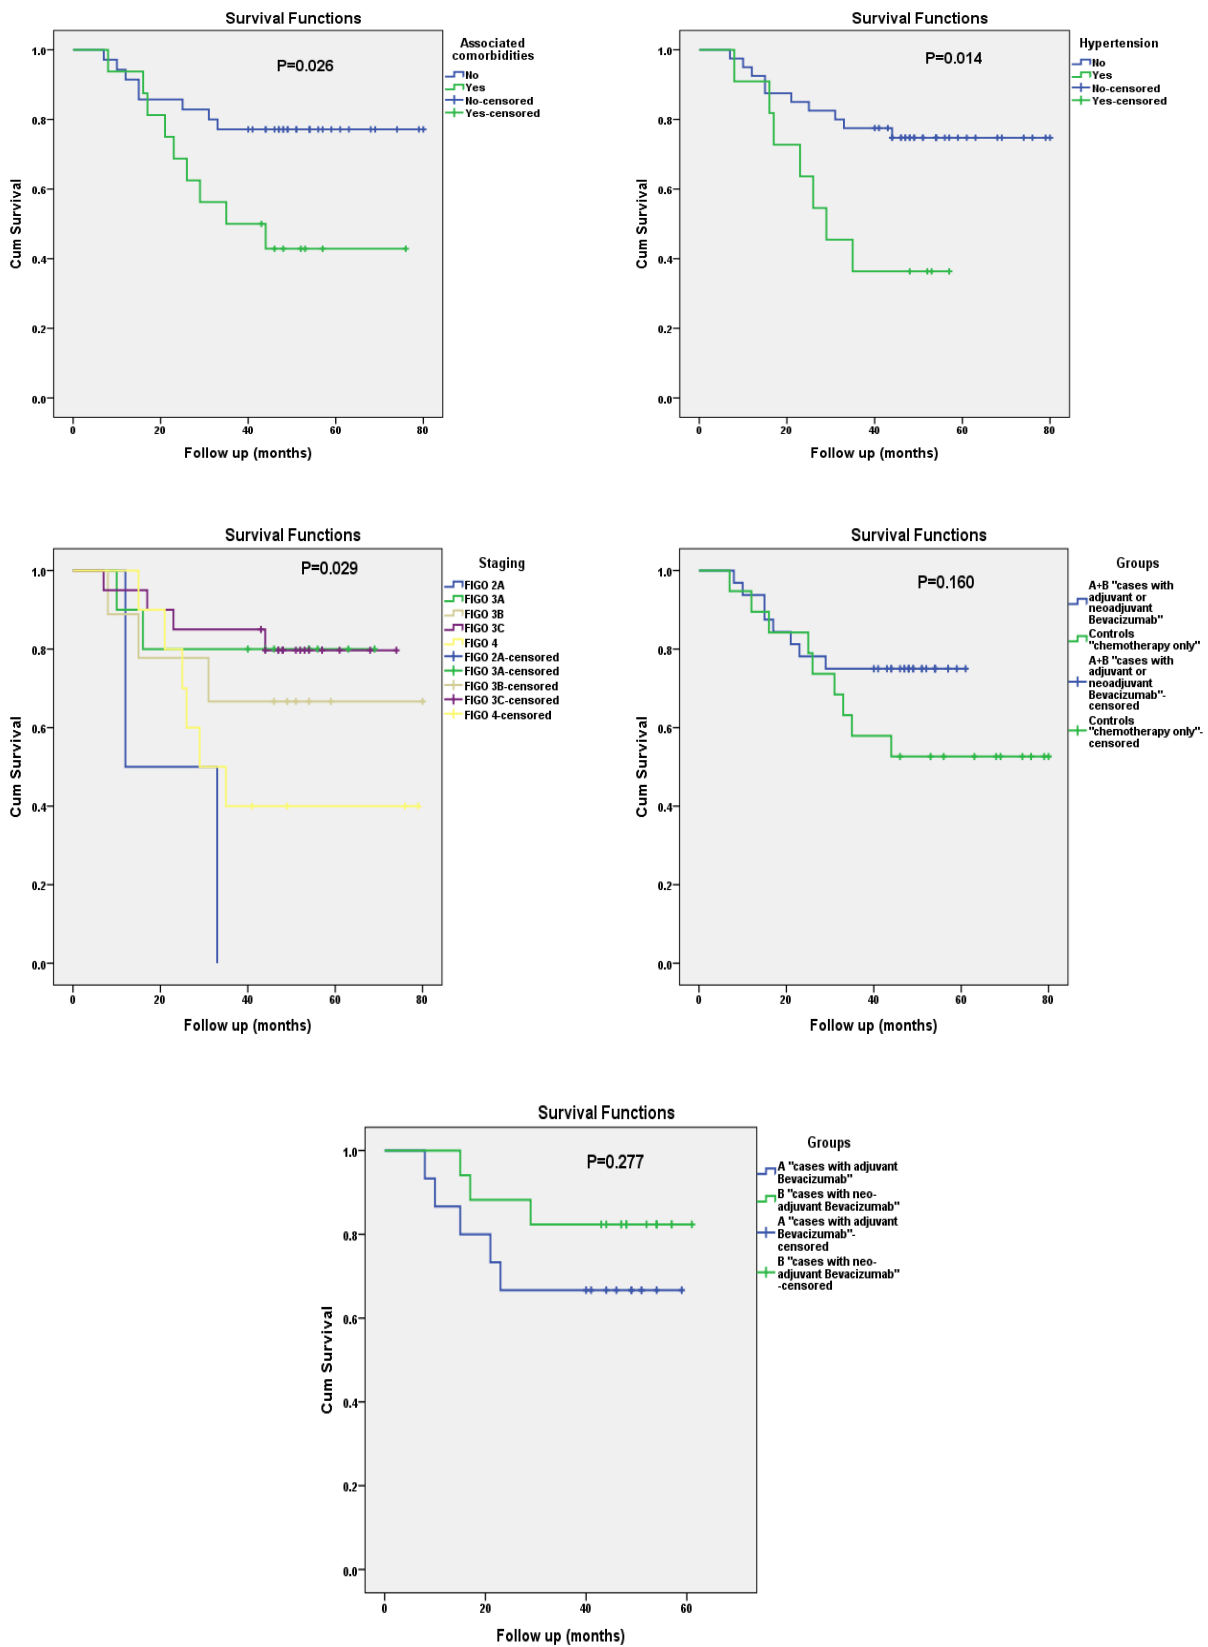 Survival Functions
P=0.026
Associated
comorbidities
No
Yes
No-censored
Yes-censored
1.0
0.8
0.6
0.4
0.2
0.0
Cum Survival
0 20 40 60 80
Follow up (months)
Survival Functions
P=0.014
Hypertension
No
Yes
No-censored
Yes-censored
1.0
0.8
0.6
0.4
0.2
0.0
Cum Survival
0 20 40 60 80
Follow up (months)
Survival Functions
P=0.029
Staging
FIGO 2A
FIGO 3A
FIGO 3B
FIGO 3C
FIGO 4
FIGO 2A-censored
FIGO 3A-censored
FIGO 3B-censored
FIGO 3C-censored
FIGO 4-censored
1.0
0.8
0.6
0.4
0.2
0.0
Cum Survival
0 20 40 60 80
Follow up (months)
Survival Functions
P=0.160
Groups
A+B "cases with
adjuvant or
neoadjuvant
Bevacizumab"
Controls
"chemotherapy only"
A+B "cases with
adjuvant or
neoadjuvant
Bevacizumab"-
censored
Controls
"chemotherapy only"-
censored
1.0
0.8
0.6
0.4
0.2
0.0
Cum Survival
0 20 40 60 80
Follow up (months)
Survival Functions
P=0.277
Groups
A "cases with adjuvant
Bevacizumab"
B "cases with neo-
adjuvant Bevacizumab"
A "cases with adjuvant
Bevacizumab"-
censored
B "cases with neo-
adjuvant Bevacizumab"
-censored
1.0
0.8
0.6
0.4
0.2
0.0
Cum Survival
0 20 40 60
Follow up (months)